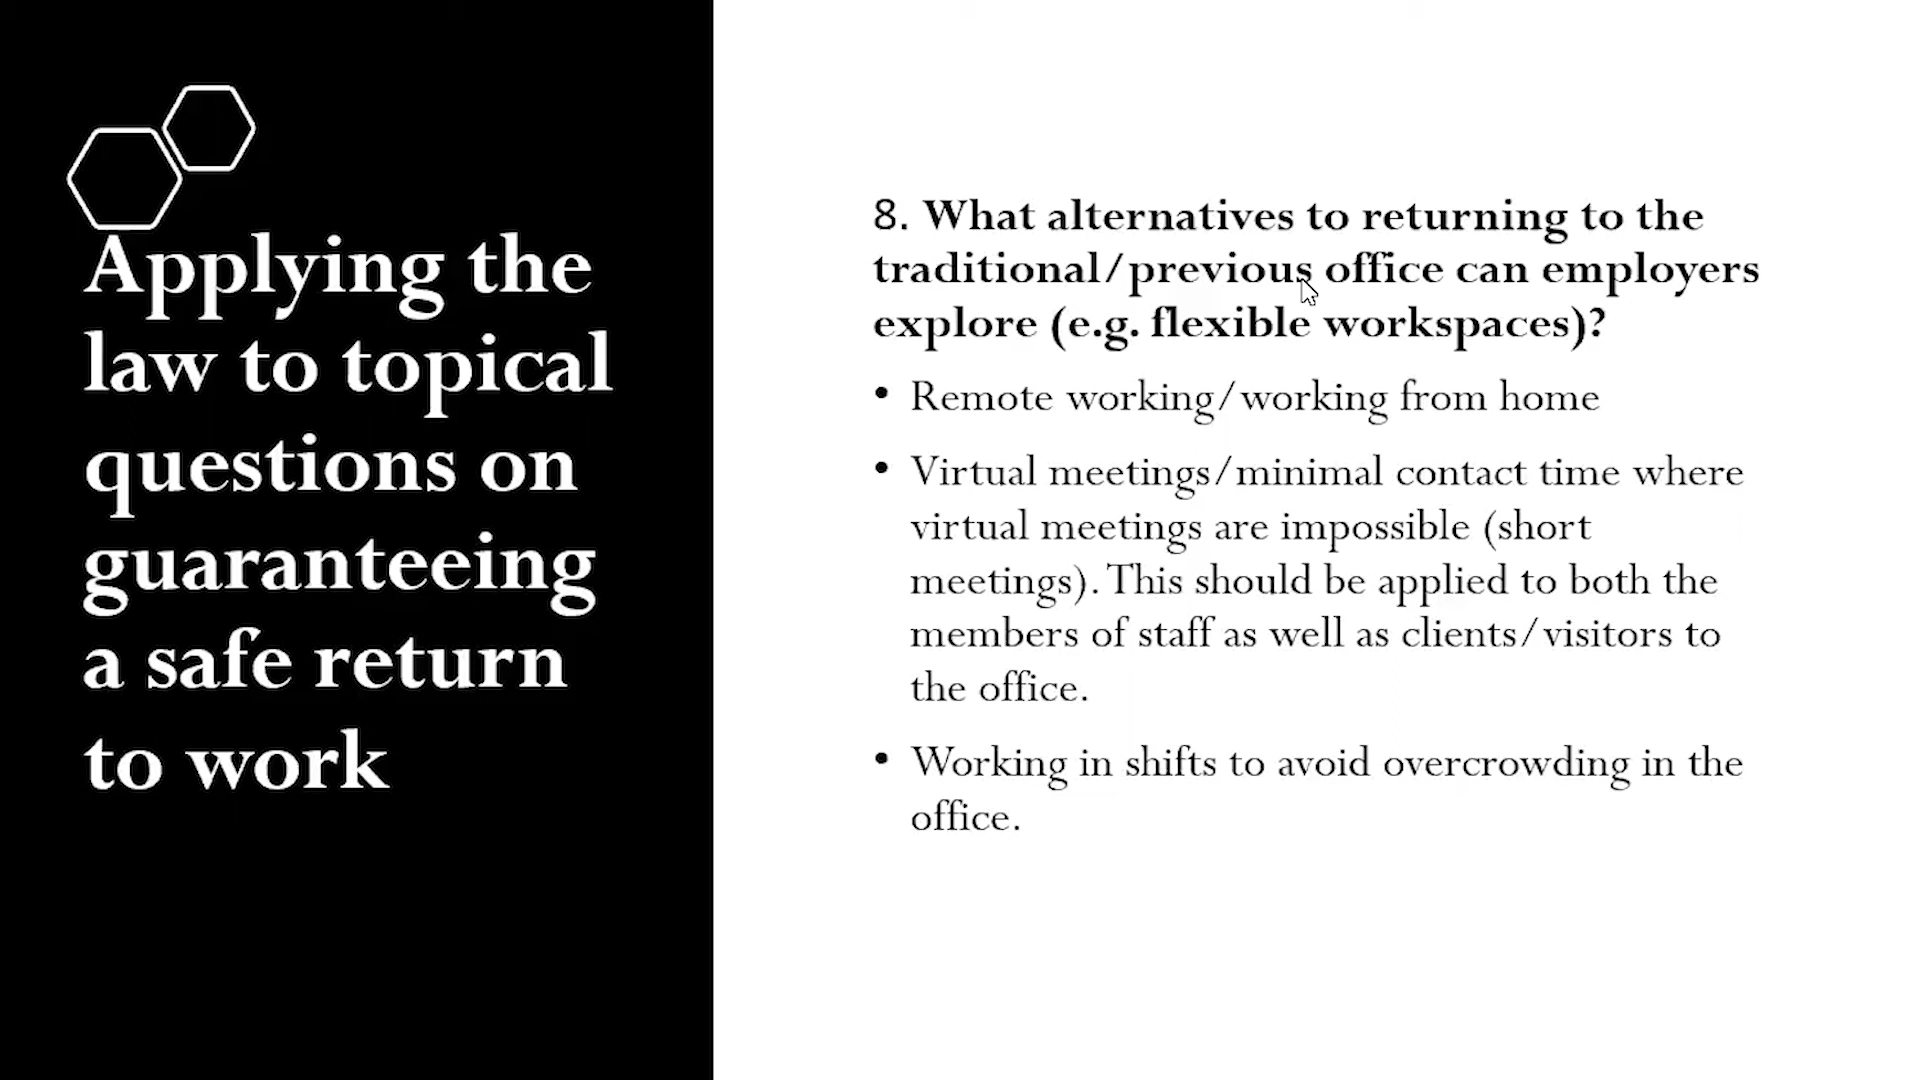 Applying the
law to topical
questions on
guaranteeing
a safe return
to work
8. What alternatives to returning to the
traditional/previous office can employers
explore (e.g. flexible workspaces)?
• Remote working/working from home
• Virtual meetings/minimal contact time where
virtual meetings are impossible (short
meetings). This should be applied to both the
members of staff as well as clients/visitors to
the office.
• Working in shifts to avoid overcrowding in the
office.